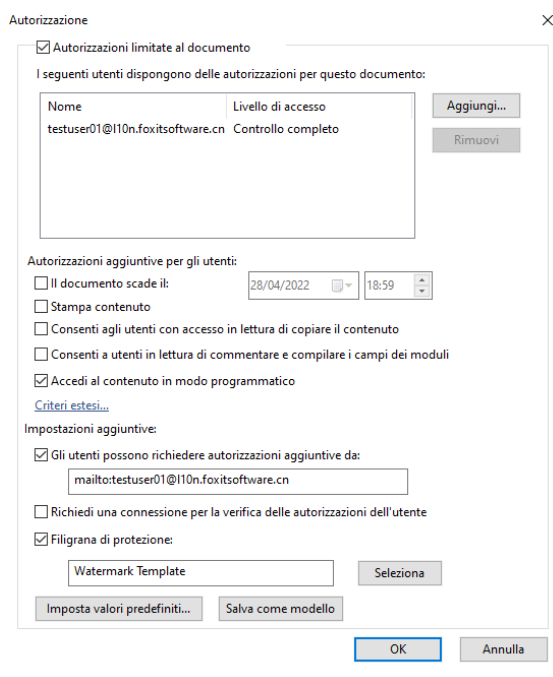 Autorizzazione
Autorizzazioni limitate al documento
I seguenti utenti dispongono delle autorizzazioni per questo documento:
Nome Livello di accesso Aggiungi...
testuser01@l10n.foxitsoftware.cn Controllo completo
Rimuovi
Autorizzazioni aggiuntive per gli utenti:
Il documento scade il: 28/04/2022 18:59
Stampa contenuto
Consenti agli utenti con accesso in lettura di copiare il contenuto
Consenti a utenti in lettura di commentare e compilare i campi dei moduli
Accedi al contenuto in modo programmatico
Criteri estesi...
Impostazioni aggiuntive:
Gli utenti possono richiedere autorizzazioni aggiuntive da:
mailto:testuser01@l10n.foxitsoftware.cn
Richiedi una connessione per la verifica delle autorizzazioni dell'utente
Filigrana di protezione:
Watermark Template Seleziona
Imposta valori predefiniti... Salva come modello
OK Annulla